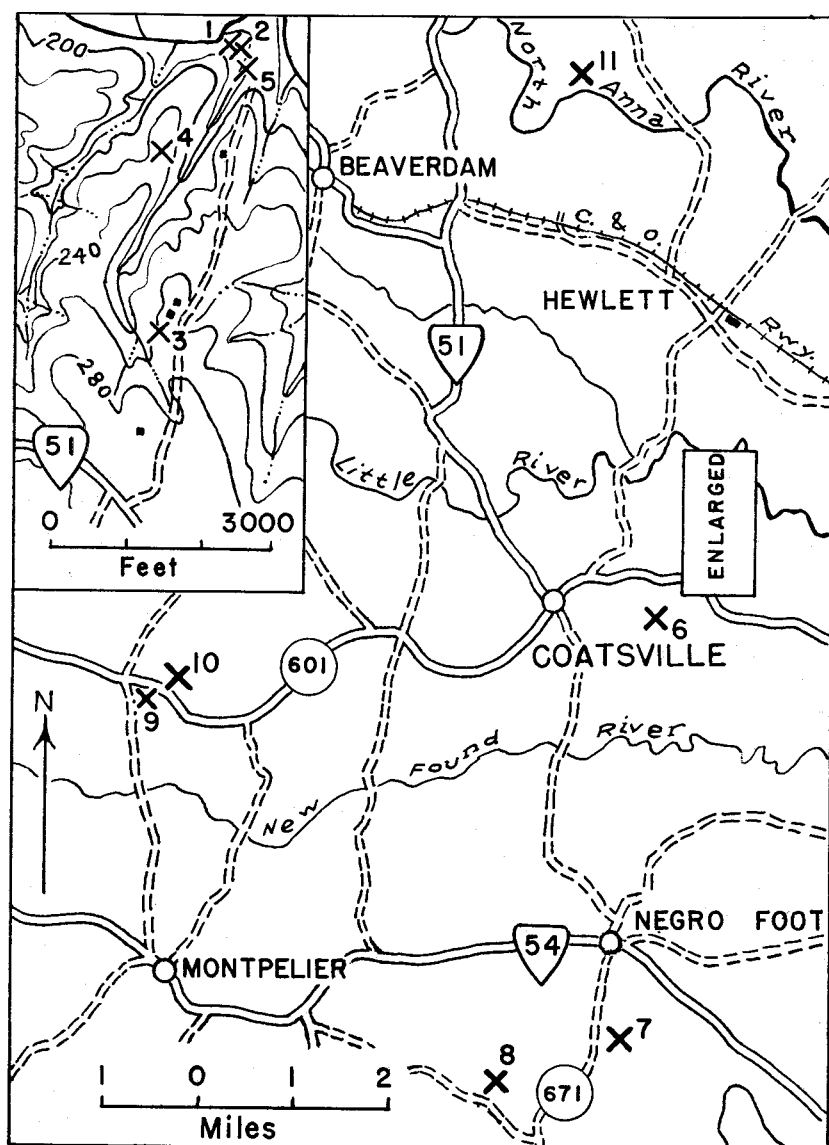 200
1
2
5
4
240
3
280
51
0 3000
Feet
North
Anna
River
11
BEAVERDAM
C. & O.
Rwy.
HEWLETT
51
Little River
ENLARGED
6
COATSVILLE
601
10
9
N
New Found River
NEGRO FOOT
54
MONTPELIER
7
8
671
1 0 1 2
Miles